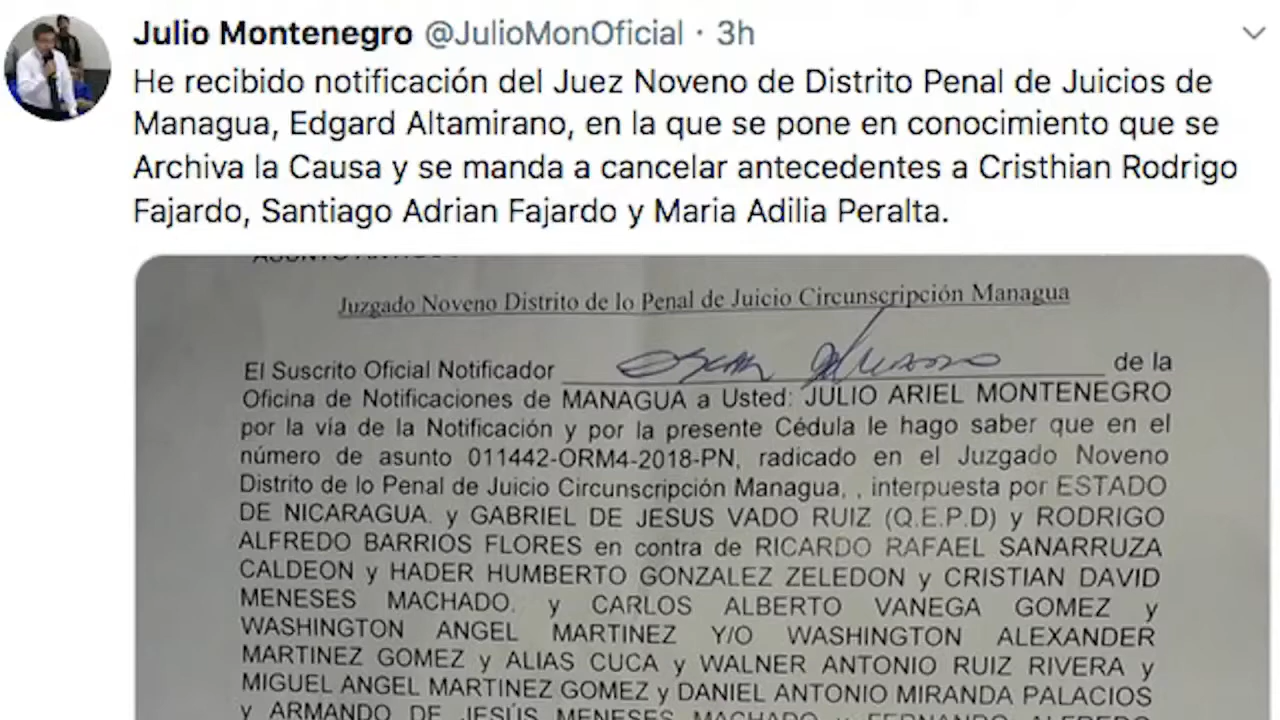 Julio Montenegro @JulioMonOficial · 3h
He recibido notificación del Juez Noveno de Distrito Penal de Juicios de
Managua, Edgard Altamirano, en la que se pone en conocimiento que se
Archiva la Causa y se manda a cancelar antecedentes a Cristhian Rodrigo
Fajardo, Santiago Adrian Fajardo y Maria Adilia Peralta.
Juzgado Noveno Distrito de lo Penal de Juicio Circunscripción Managua
El Suscrito Oficial Notificador de la
Oficina de Notificaciones de MANAGUA a Usted: JULIO ARIEL MONTENEGRO
por la vía de la Notificación y por la presente Cédula le hago saber que en el
número de asunto 011442-ORM4-2018-PN, radicado en el Juzgado Noveno
Distrito de lo Penal de Juicio Circunscripción Managua, , interpuesta por ESTADO
DE NICARAGUA. y GABRIEL DE JESUS VADO RUIZ (Q.E.P.D) y RODRIGO
ALFREDO BARRIOS FLORES en contra de RICARDO RAFAEL SANARRUZA
CALDEON y HADER HUMBERTO GONZALEZ ZELEDON y CRISTIAN DAVID
MENESES MACHADO. y CARLOS ALBERTO VANEGA GOMEZ y
WASHINGTON ANGEL MARTINEZ Y/O WASHINGTON ALEXANDER
MARTINEZ GOMEZ y ALIAS CUCA y WALNER ANTONIO RUIZ RIVERA y
MIGUEL ANGEL MARTINEZ GOMEZ y DANIEL ANTONIO MIRANDA PALACIOS
y ARMANDO DE JESÚS MENESES MACHADO y FERNANDO ALFREDO